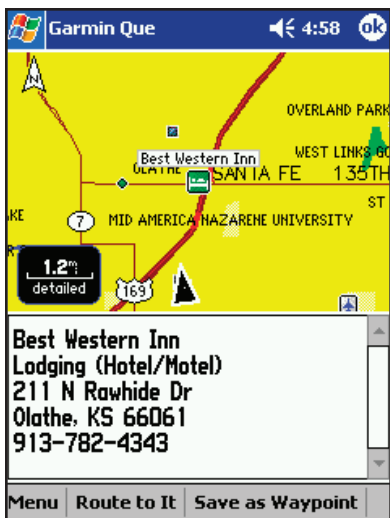 Garmin Que 4:58 ok
N
OVERLAND PARK
Best Western Inn
WEST LINKS GO
OLATHE
SANTA FE 135TH
ST
7
MID AMERICA NAZARENE UNIVERSITY
1.2m
detailed
169
Best Western Inn
Lodging (Hotel/Motel)
211 N Rawhide Dr
Olathe, KS 66061
913-782-4343
Menu Route to It Save as Waypoint